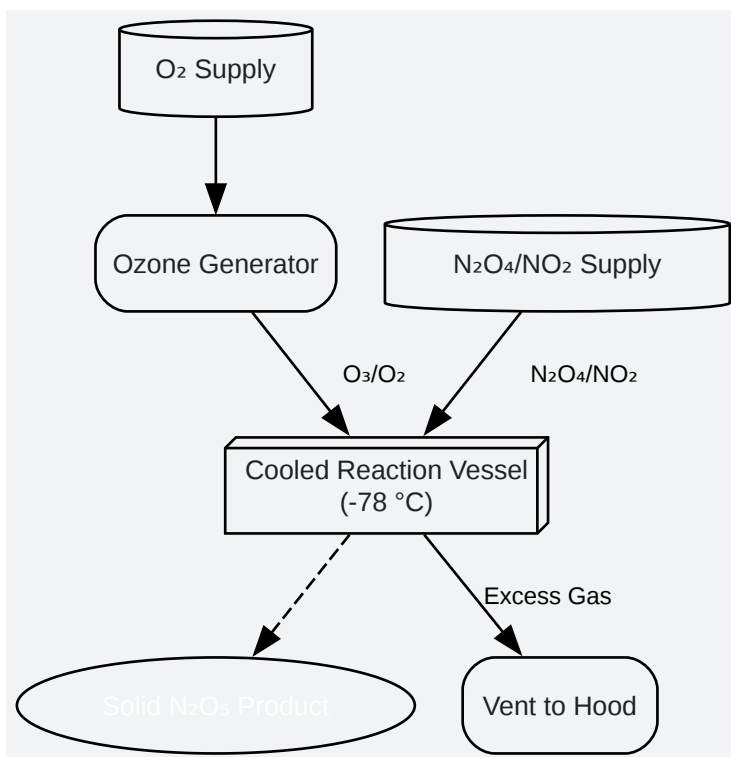 O₂ Supply
Ozone Generator
N₂O₄/NO₂ Supply
O₃/O₂
N₂O₄/NO₂
Cooled Reaction Vessel
(-78 °C)
Excess Gas
Solid N₂O₅ Product
Vent to Hood